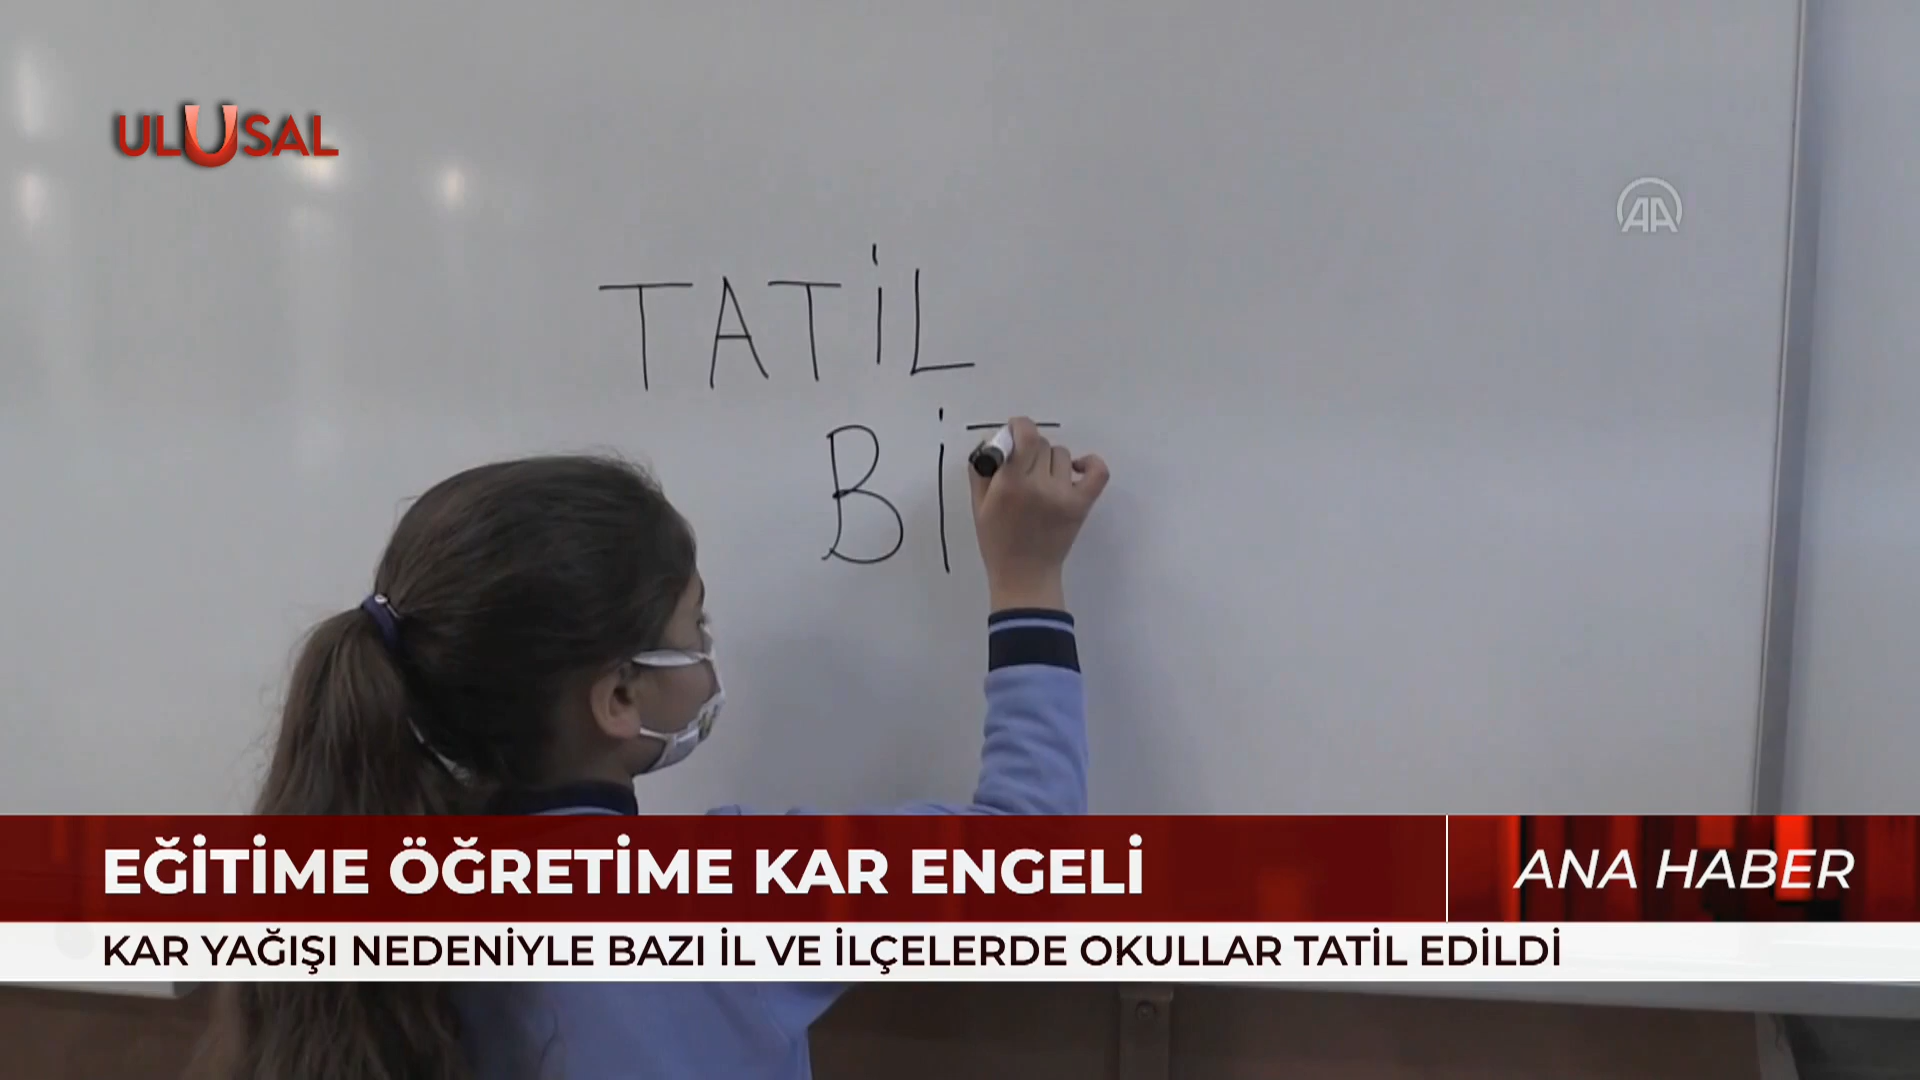 ULUSAL
AA
TATİL
BİT
EĞİTİME ÖĞRETİME KAR ENGELİ
ANA HABER
KAR YAĞIŞI NEDENİYLE BAZI İL VE İLÇELERDE OKULLAR TATİL EDİLDİ